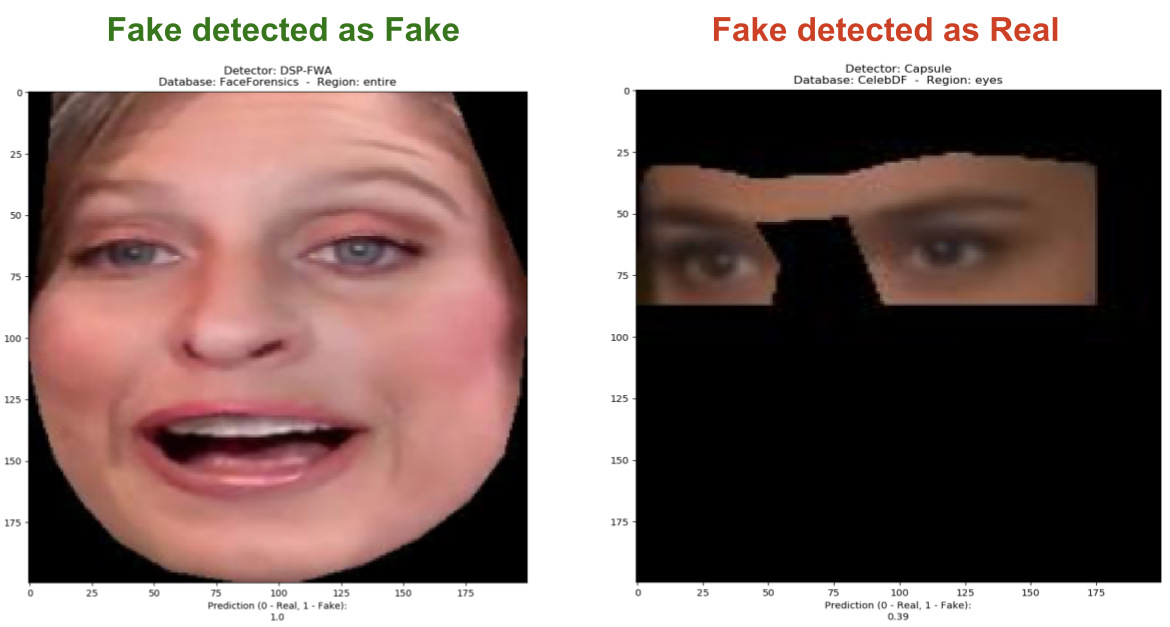 Fake detected as Fake
Detector: DSP-FWA
Database: FaceForensics - Region: entire
0
25
50
75
100
125
150
175
0 25 50 75 100 125 150 175
Prediction (0 - Real, 1 - Fake):
1.0
Fake detected as Real
Detector: Capsule
Database: CelebDF - Region: eyes
0
25
50
75
100
125
150
175
0 25 50 75 100 125 150 175
Prediction (0 - Real, 1 - Fake):
0.39